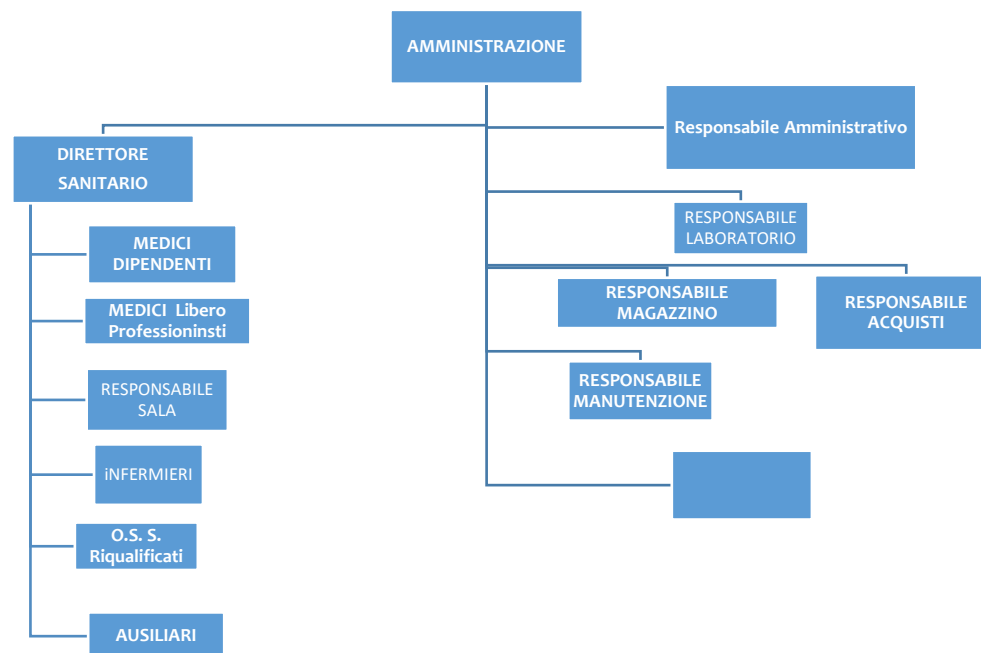 AMMINISTRAZIONE
Responsabile Amministrativo
DIRETTORE
SANITARIO
MEDICI
DIPENDENTI
MEDICI Libero
Professioninsti
RESPONSABILE
SALA
iNFERMIERI
O.S. S.
Riqualificati
AUSILIARI
RESPONSABILE
LABORATORIO
RESPONSABILE
MAGAZZINO
RESPONSABILE
ACQUISTI
RESPONSABILE
MANUTENZIONE